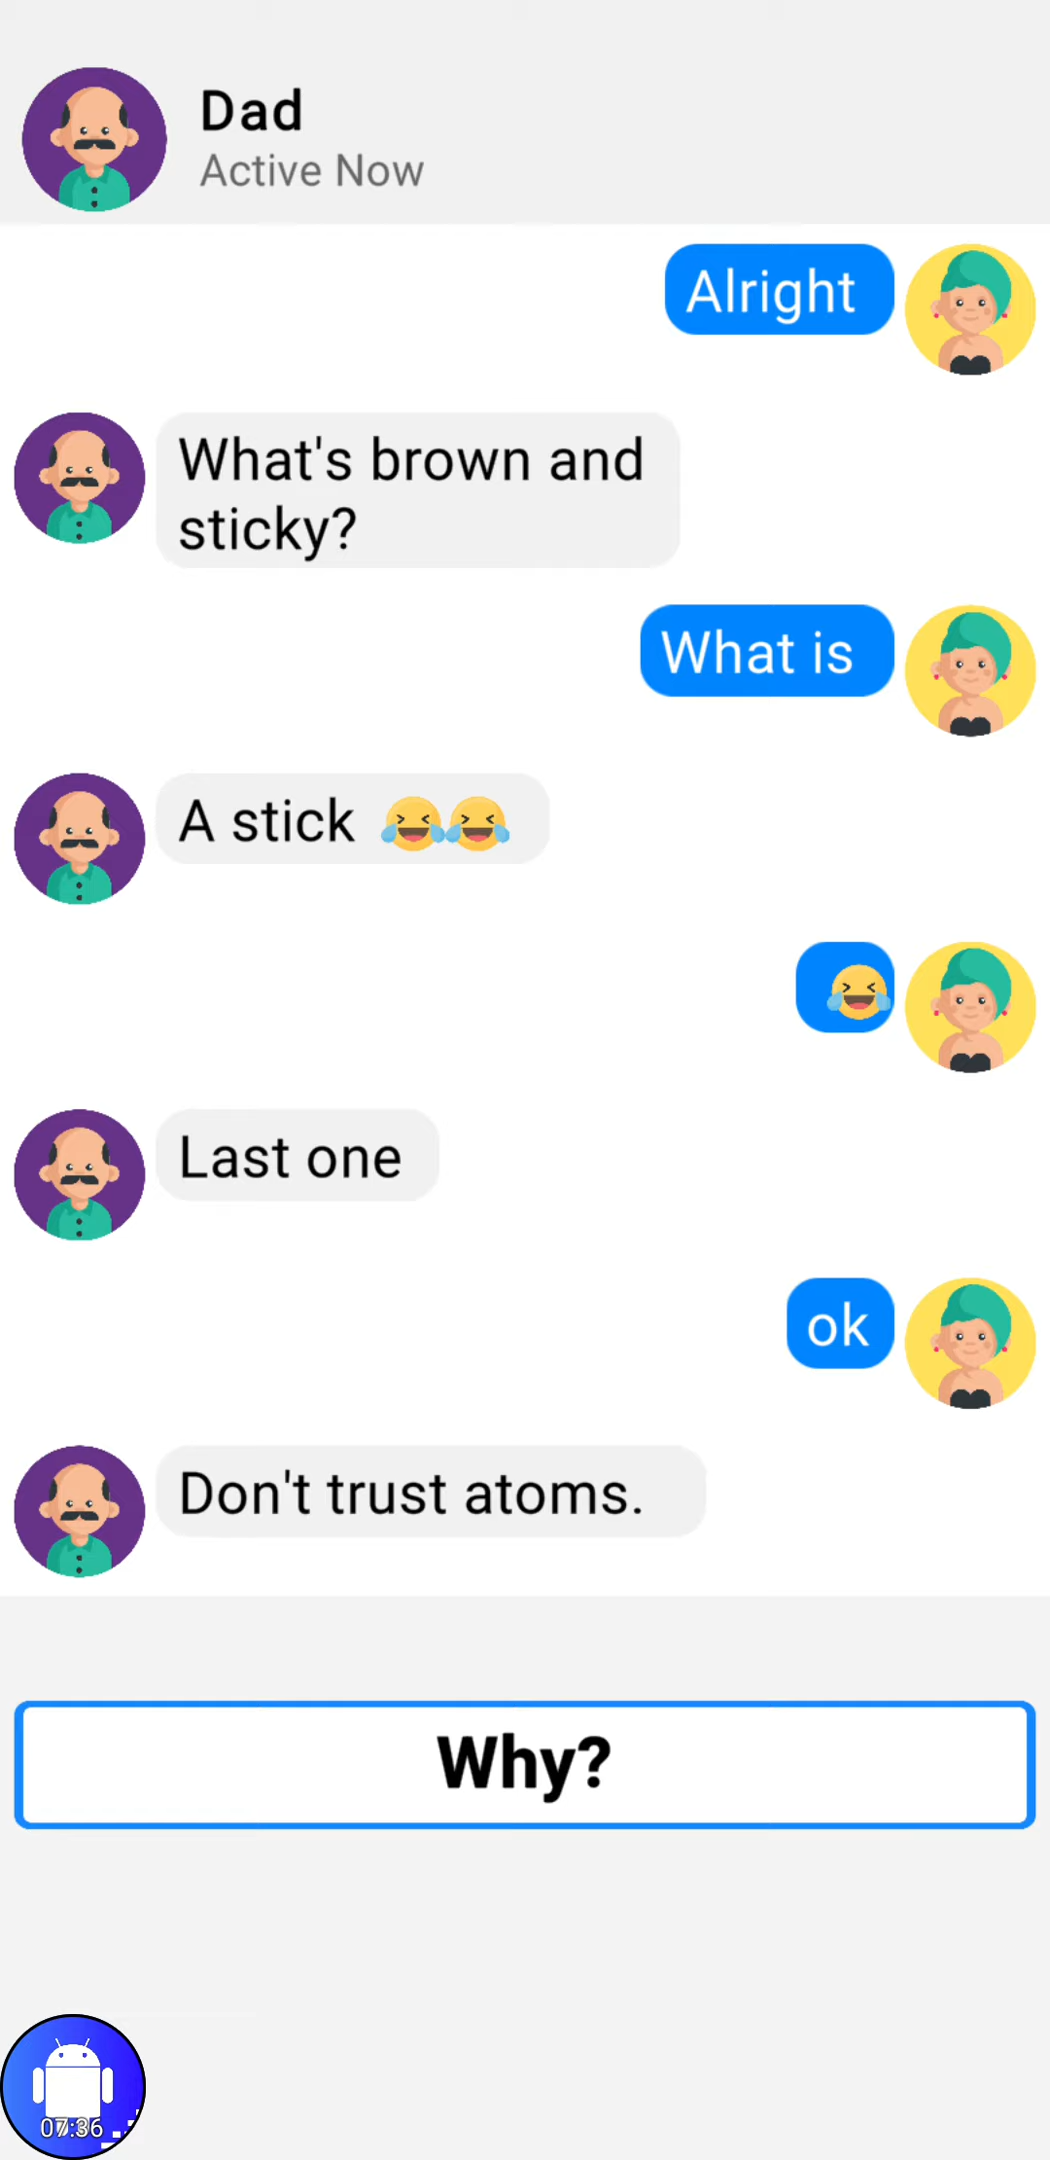 Dad
Active Now
Alright
What's brown and
sticky?
What is
A stick 😂😂
😂
Last one
ok
Don't trust atoms.
Why?
07:36